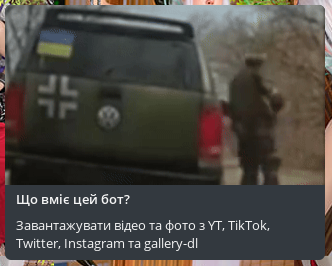 Що вміє цей бот?
Завантажувати відео та фото з YT, TikTok,
Twitter, Instagram та gallery-dl